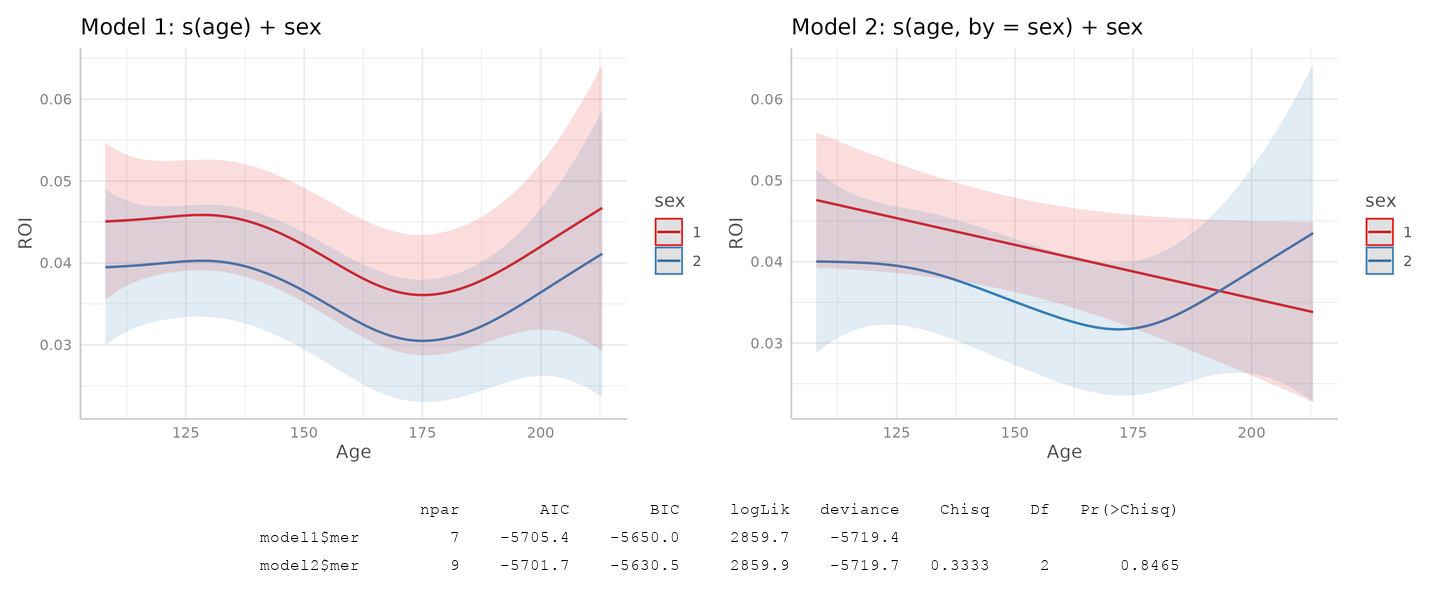 Model 1: s(age) + sex
0.06
0.05
0.04
0.03
ROI
125 150 175 200
Age
sex
1
2
Model 2: s(age, by = sex) + sex
0.06
0.05
0.04
0.03
ROI
125 150 175 200
Age
sex
1
2
npar AIC BIC logLik deviance Chisq Df Pr(>Chisq)
model1$mer 7 -5705.4 -5650.0 2859.7 -5719.4
model2$mer 9 -5701.7 -5630.5 2859.9 -5719.7 0.3333 2 0.8465